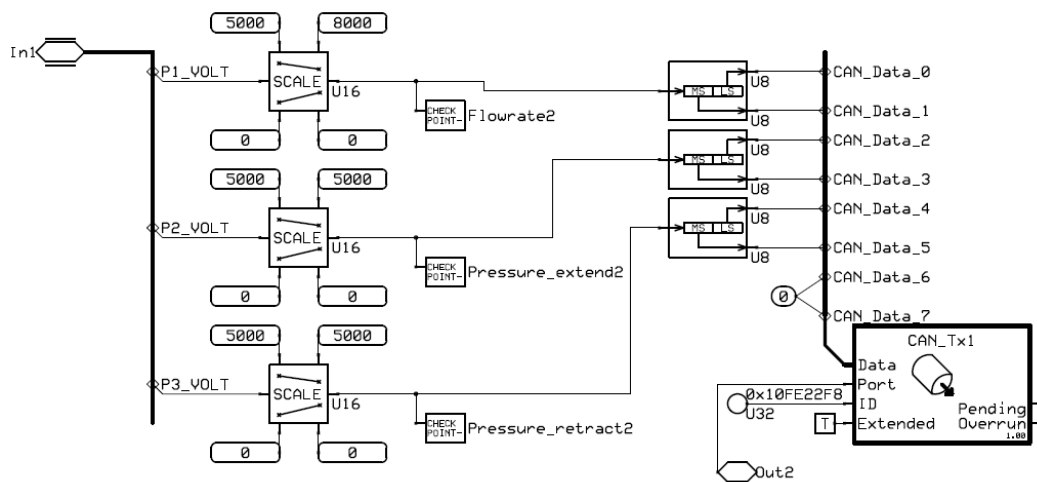 5000 8000
In1
P1_VOLT SCALE U16
0 0
CHECK POINT- Flowrate2
MS LS U8 CAN_Data_0
U8 CAN_Data_1
5000 5000
MS LS U8 CAN_Data_2
U8 CAN_Data_3
P2_VOLT SCALE U16
0 0
CHECK POINT- Pressure_extend2
MS LS U8 CAN_Data_4
U8 CAN_Data_5
0 CAN_Data_6
CAN_Data_7
5000 5000
P3_VOLT SCALE U16
0 0
CHECK POINT- Pressure_retract2
CAN_Tx1
Data
Port
0x10FE22F8
U32
ID
T Extended
Pending
Overrun
1.00
Out2